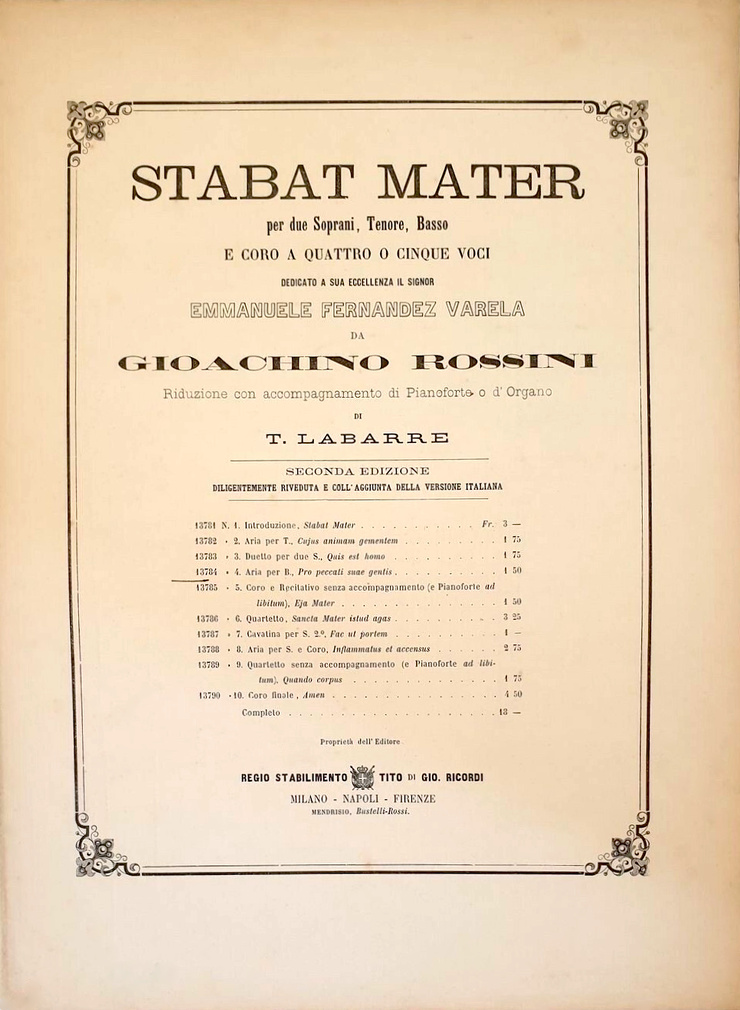 STABAT MATER
per due Soprani, Tenore, Basso
E CORO A QUATTRO O CINQUE VOCI
DEDICATO A SUA ECCELLENZA IL SIGNOR
EMMANUELE FERNANDEZ VARELA
DA
GIOACHINO ROSSINI
Riduzione con accompagnamento di Pianoforte o d' Organo
DI
T. LABARRE
SECONDA EDIZIONE
DILIGENTEMENTE RIVEDUTA E COLL'AGGIUNTA DELLA VERSIONE ITALIANA
13781 N. 1. Introduzione, Stabat Mater . . . . . . . . . . . Fr. 3 —
13782 » 2. Aria per T., Cujus animam gementem . . . . . . . . . 1 75
13783 » 3. Duetto per due S., Quis est homo . . . . . . . . . . 1 75
13784 » 4. Aria per B., Pro peccati suae gentis . . . . . . . . . . 1 50
13785 » 5. Coro e Recitativo senza accompagnamento (e Pianoforte ad
libitum), Eja Mater . . . . . . . . . . . . . . . 1 50
13786 » 6. Quartetto, Sancta Mater istud agas . . . . . . . . . . 3 25
13787 » 7. Cavatina per S. 2.º, Fac ut portem . . . . . . . . . . 1 —
13788 » 8. Aria per S. e Coro, Inflammatus et accensus . . . . . . 2 75
13789 » 9. Quartetto senza accompagnamento (e Pianoforte ad libi-
tum), Quando corpus . . . . . . . . . . . . . . 1 75
13790 » 10. Coro finale, Amen . . . . . . . . . . . . . . . . 4 50
Completo . . . . . . . . . . . . . . . . . . . . 18 —
Proprietà dell' Editore
REGIO STABILIMENTO TITO DI GIO. RICORDI
MILANO - NAPOLI - FIRENZE
MENDRISIO, Bustelli-Rossi.